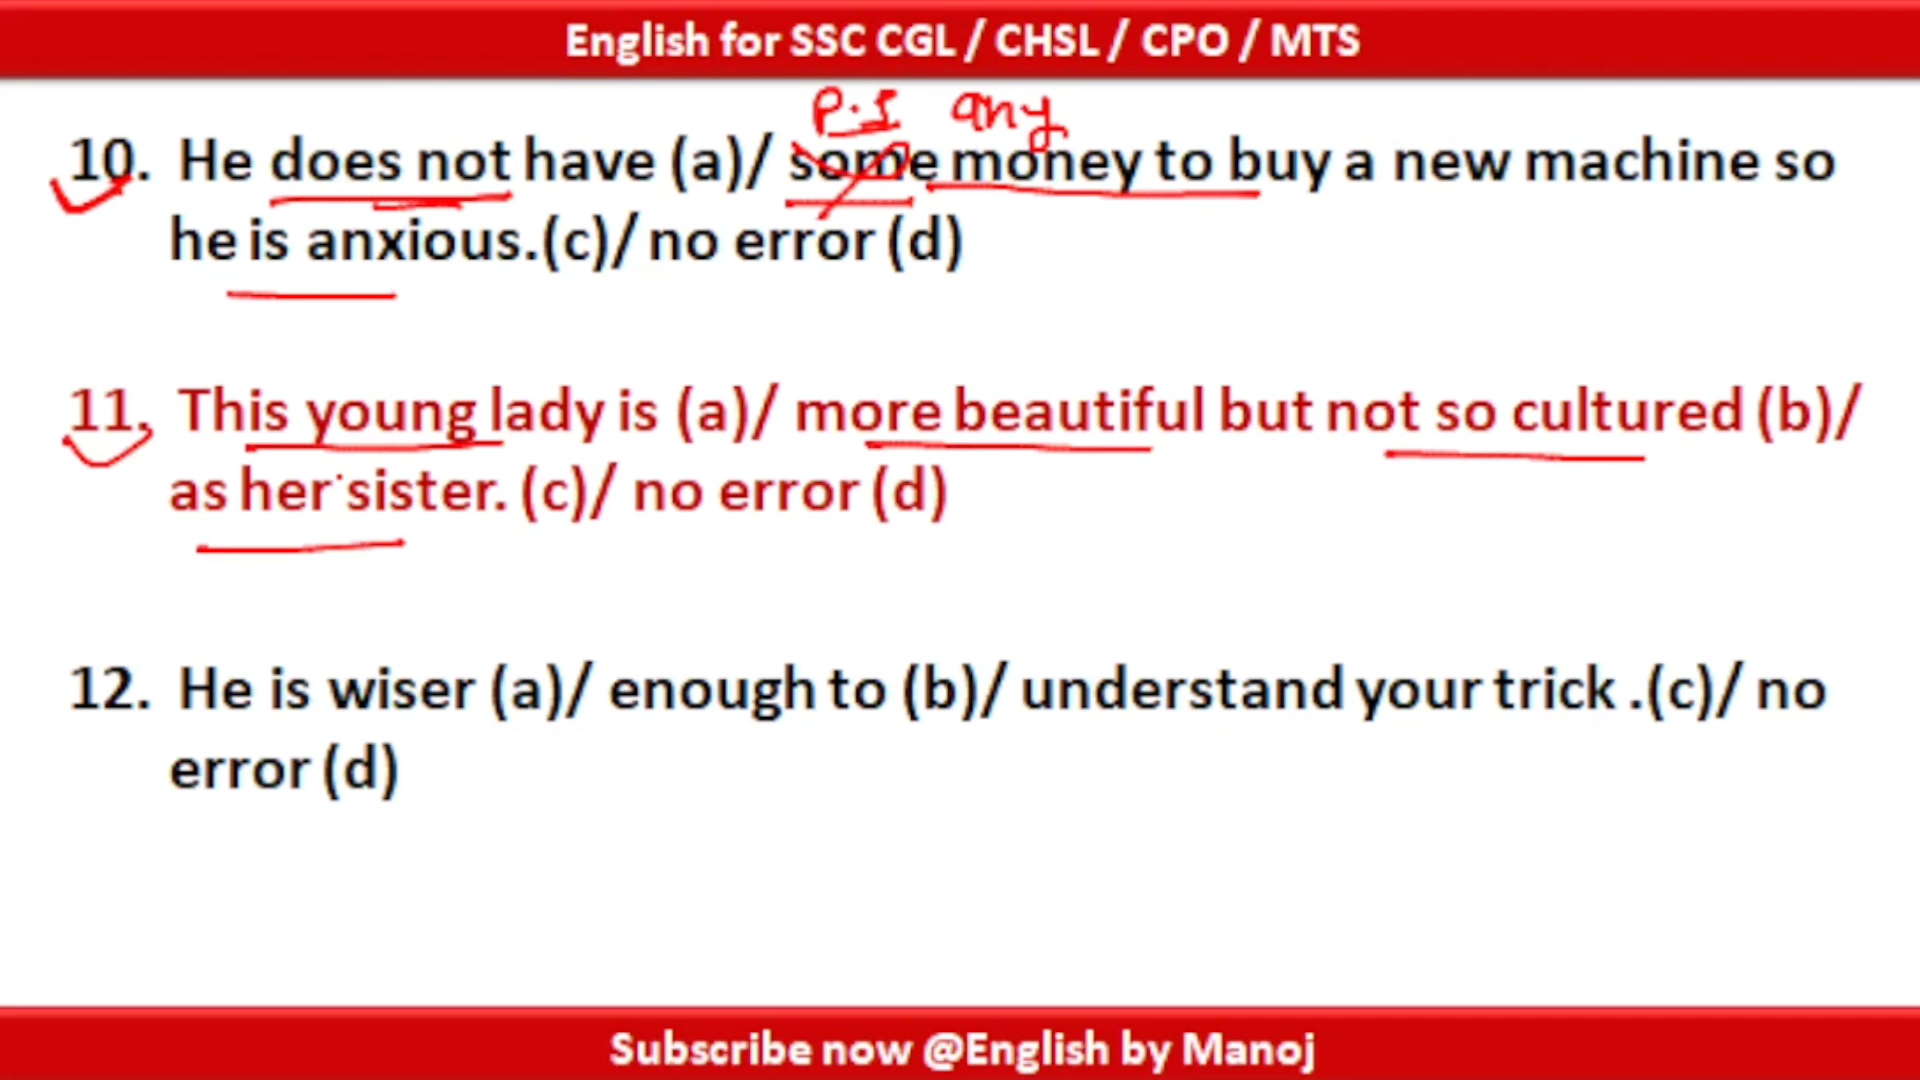 English for SSC CGL / CHSL / CPO / MTS
P.S any
10. He does not have (a)/ some money to buy a new machine so
he is anxious.(c)/ no error (d)
11. This young lady is (a)/ more beautiful but not so cultured (b)/
as her sister. (c)/ no error (d)
12. He is wiser (a)/ enough to (b)/ understand your trick .(c)/ no
error (d)
Subscribe now @English by Manoj